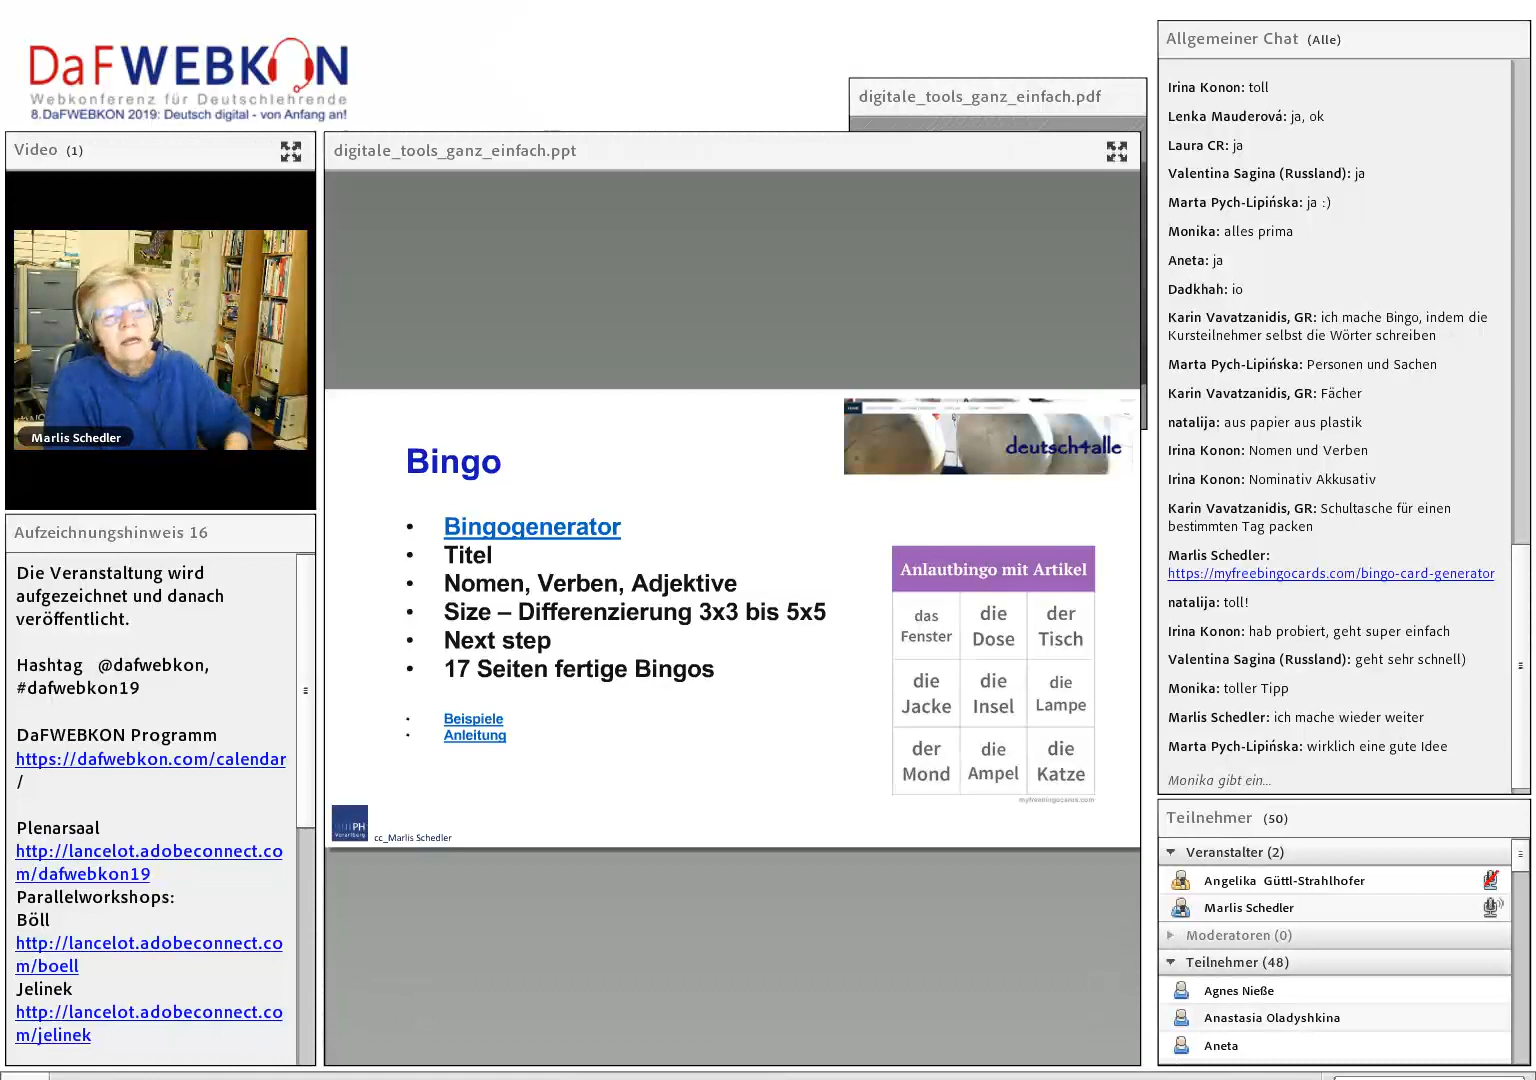 DaFWEBKON
Webkonferenz für Deutschlehrende
8.DaFWEBKON 2019: Deutsch digital - von Anfang an!
Video (1)
Marlis Schedler
Aufzeichnungshinweis 16
Die Veranstaltung wird
aufgezeichnet und danach
veröffentlicht.
Hashtag @dafwebkon,
#dafwebkon19
DaFWEBKON Programm
https://dafwebkon.com/calendar
/
Plenarsaal
http://lancelot.adobeconnect.co
m/dafwebkon19
Parallelworkshops:
Böll
http://lancelot.adobeconnect.co
m/boell
Jelinek
http://lancelot.adobeconnect.co
m/jelinek
digitale_tools_ganz_einfach.pdf
digitale_tools_ganz_einfach.ppt
deutsch4alle
Bingo
• Bingogenerator
• Titel
• Nomen, Verben, Adjektive
• Size – Differenzierung 3x3 bis 5x5
• Next step
• 17 Seiten fertige Bingos
• Beispiele
• Anleitung
Anlautbingo mit Artikel
das die der
Fenster Dose Tisch
die die die
Jacke Insel Lampe
der die die
Mond Ampel Katze
myfreebingocards.com
PH
Vorarlberg
cc_Marlis Schedler
Allgemeiner Chat (Alle)
Irina Konon: toll
Lenka Mauderová: ja, ok
Laura CR: ja
Valentina Sagina (Russland): ja
Marta Pych-Lipińska: ja :)
Monika: alles prima
Aneta: ja
Dadkhah: io
Karin Vavatzanidis, GR: ich mache Bingo, indem die
Kursteilnehmer selbst die Wörter schreiben
Marta Pych-Lipińska: Personen und Sachen
Karin Vavatzanidis, GR: Fächer
natalija: aus papier aus plastik
Irina Konon: Nomen und Verben
Irina Konon: Nominativ Akkusativ
Karin Vavatzanidis, GR: Schultasche für einen
bestimmten Tag packen
Marlis Schedler:
https://myfreebingocards.com/bingo-card-generator
natalija: toll!
Irina Konon: hab probiert, geht super einfach
Valentina Sagina (Russland): geht sehr schnell)
Monika: toller Tipp
Marlis Schedler: ich mache wieder weiter
Marta Pych-Lipińska: wirklich eine gute Idee
Monika gibt ein...
Teilnehmer (50)
Veranstalter (2)
Angelika Güttl-Strahlhofer
Marlis Schedler
Moderatoren (0)
Teilnehmer (48)
Agnes Nieße
Anastasia Oladyshkina
Aneta